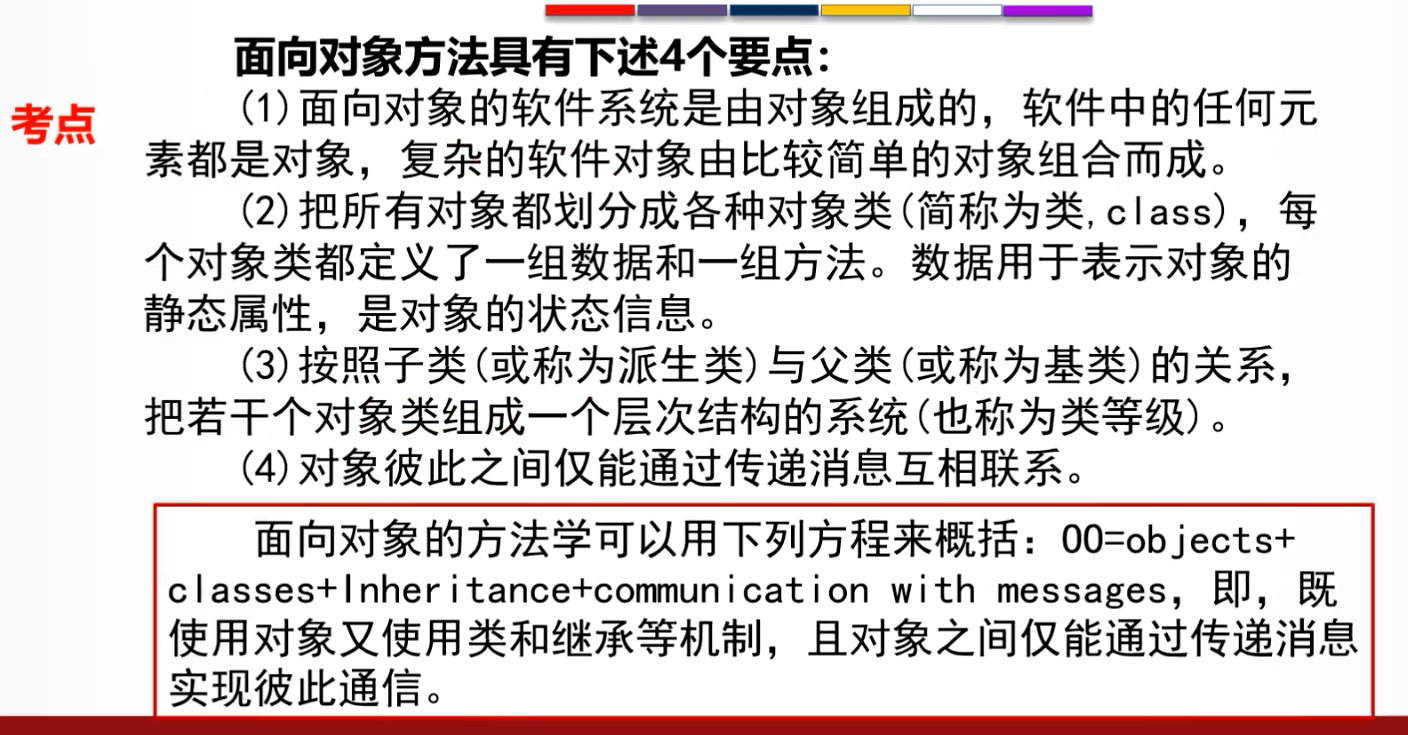 面向对象方法具有下述4个要点：
考点
(1)面向对象的软件系统是由对象组成的，软件中的任何元
素都是对象，复杂的软件对象由比较简单的对象组合而成。
(2)把所有对象都划分成各种对象类(简称为类,class)，每
个对象类都定义了一组数据和一组方法。数据用于表示对象的
静态属性，是对象的状态信息。
(3)按照子类(或称为派生类)与父类(或称为基类)的关系，
把若干个对象类组成一个层次结构的系统(也称为类等级)。
(4)对象彼此之间仅能通过传递消息互相联系。
面向对象的方法学可以用下列方程来概括：OO=objects+
classes+Inheritance+communication with messages，即，既
使用对象又使用类和继承等机制，且对象之间仅能通过传递消息
实现彼此通信。